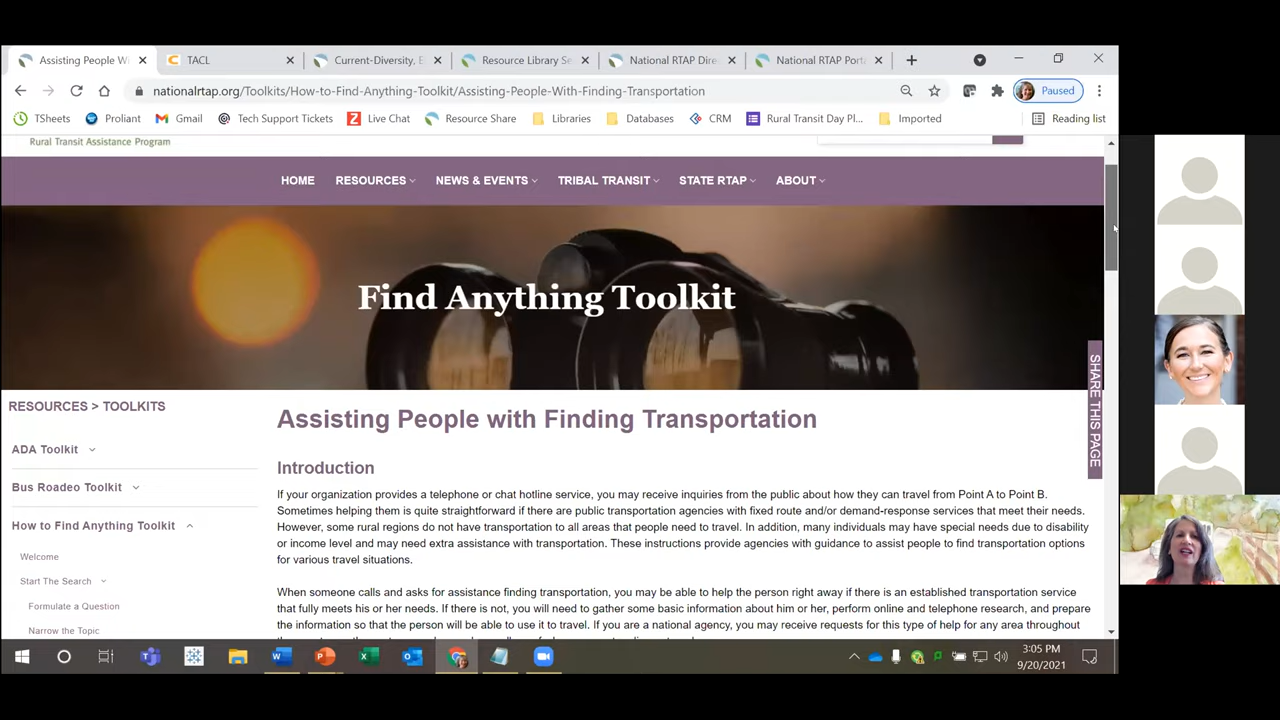 Assisting People Wi
TACL
Current-Diversity, E
Resource Library Se
National RTAP Dire
National RTAP Port
nationalrtap.org/Toolkits/How-to-Find-Anything-Toolkit/Assisting-People-With-Finding-Transportation
Paused
TSheets
Proliant
Gmail
Tech Support Tickets
Live Chat
Resource Share
Libraries
Databases
CRM
Rural Transit Day Pl...
Imported
Reading list
Rural Transit Assistance Program
HOME
RESOURCES
NEWS & EVENTS
TRIBAL TRANSIT
STATE RTAP
ABOUT
Find Anything Toolkit
SHARE THIS PAGE
RESOURCES > TOOLKITS
ADA Toolkit
Bus Roadeo Toolkit
How to Find Anything Toolkit
Welcome
Start The Search
Formulate a Question
Narrow the Topic
Assisting People with Finding Transportation
Introduction
If your organization provides a telephone or chat hotline service, you may receive inquiries from the public about how they can travel from Point A to Point B.
Sometimes helping them is quite straightforward if there are public transportation agencies with fixed route and/or demand-response services that meet their needs.
However, some rural regions do not have transportation to all areas that people need to travel. In addition, many individuals may have special needs due to disability
or income level and may need extra assistance with transportation. These instructions provide agencies with guidance to assist people to find transportation options
for various travel situations.
When someone calls and asks for assistance finding transportation, you may be able to help the person right away if there is an established transportation service
that fully meets his or her needs. If there is not, you will need to gather some basic information about him or her, perform online and telephone research, and prepare
the information so that the person will be able to use it to travel. If you are a national agency, you may receive requests for this type of help for any area throughout
3:05 PM
9/20/2021